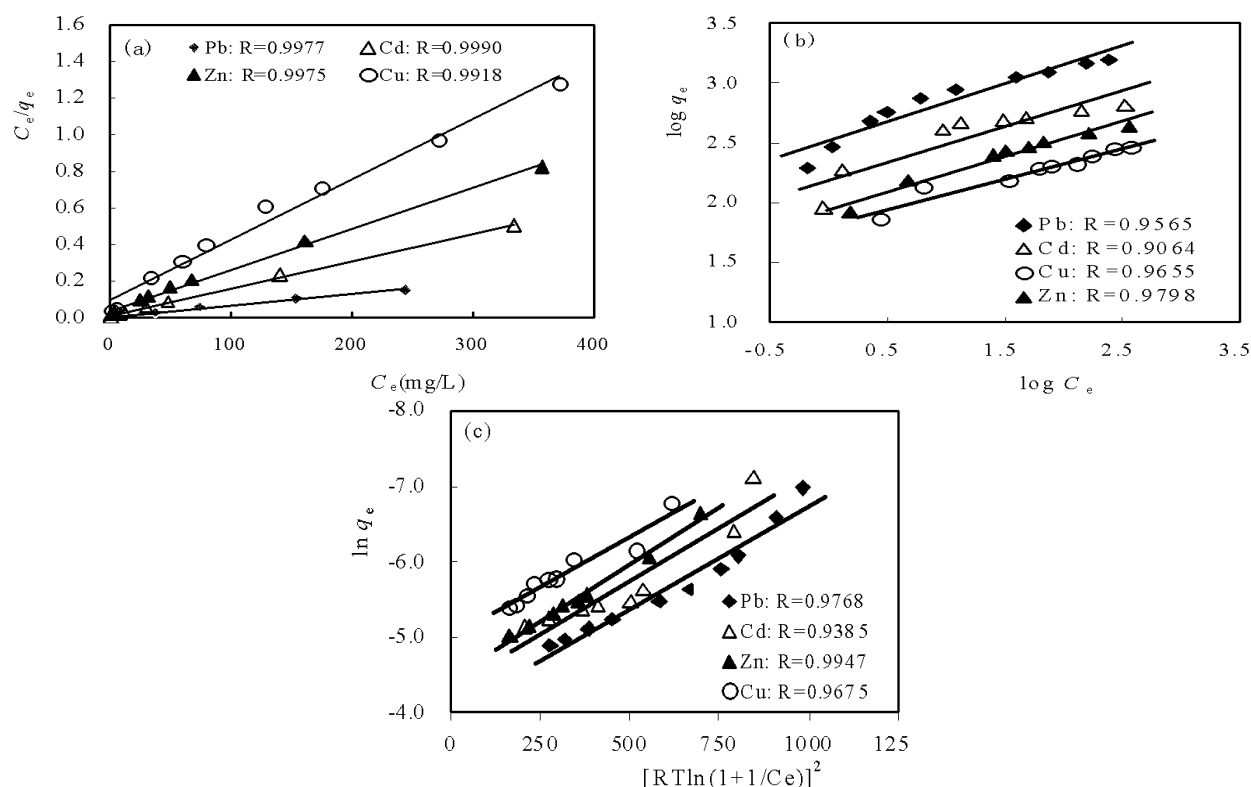 (a)
Pb: R=0.9977 Cd: R=0.9990
Zn: R=0.9975 Cu: R=0.9918
1.6
1.4
1.2
1.0
0.8
0.6
0.4
0.2
0.0
Ce/qe
0 100 200 300 400
Ce(mg/L)
(b)
3.5
3.0
2.5
2.0
1.5
1.0
log qe
Pb: R=0.9565
Cd: R=0.9064
Cu: R=0.9655
Zn: R=0.9798
-0.5 0.5 1.5 2.5 3.5
log Ce
(c)
-8.0
-7.0
-6.0
-5.0
-4.0
ln qe
Pb: R=0.9768
Cd: R=0.9385
Zn: R=0.9947
Cu: R=0.9675
0 250 500 750 1000 125
[RTln(1+1/Ce)]²